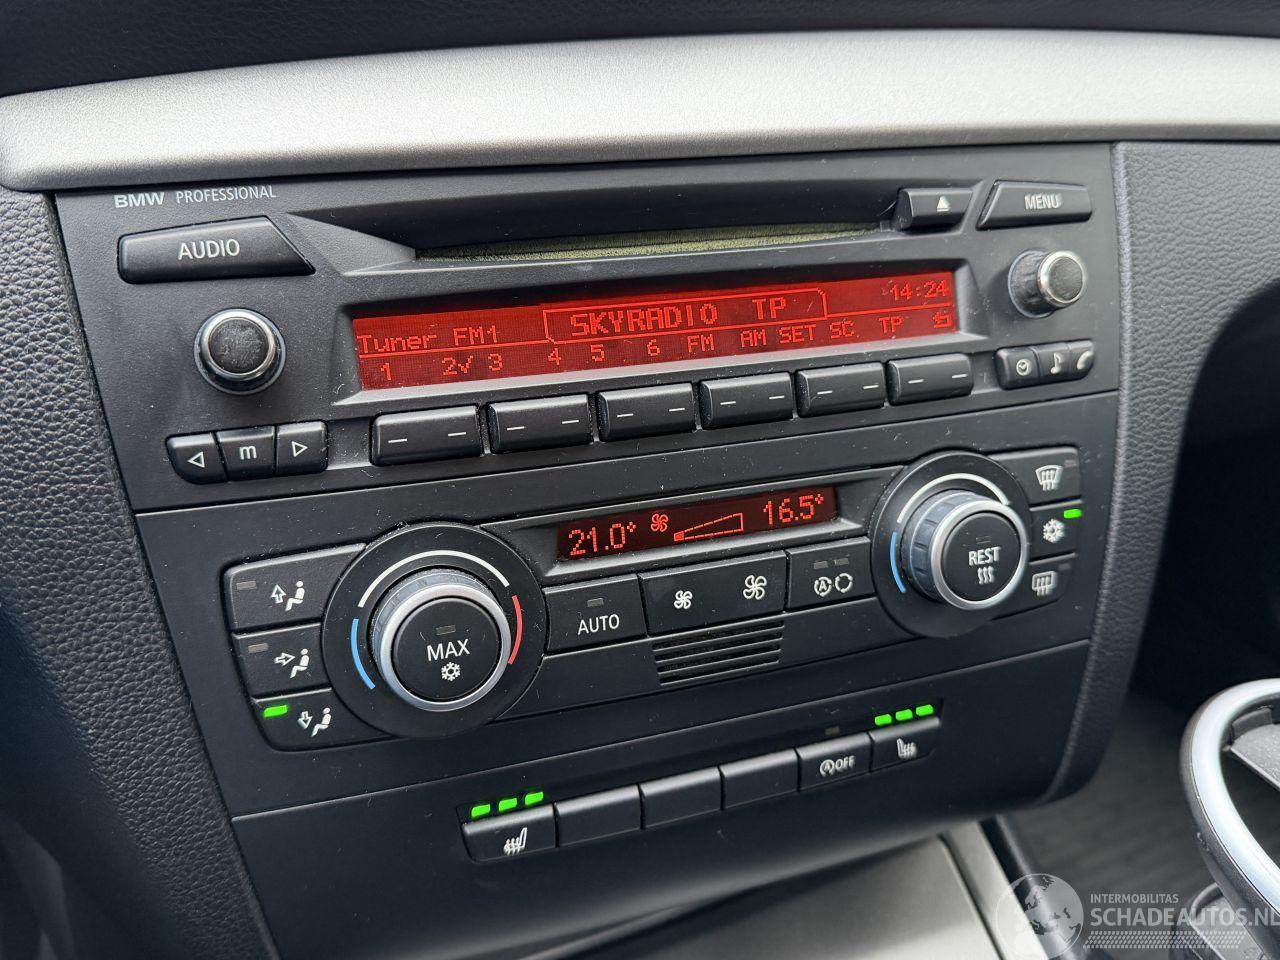 BMW PROFESSIONAL
AUDIO
MENU
14:24
Tuner FM1 SKYRADIO TP
1 2√ 3 4 5 6 FM AM SET SC TP
m
21.0° 16.5°
REST
AUTO
A
MAX
A OFF
INTERMOBILITAS
SCHADEAUTOS.NL